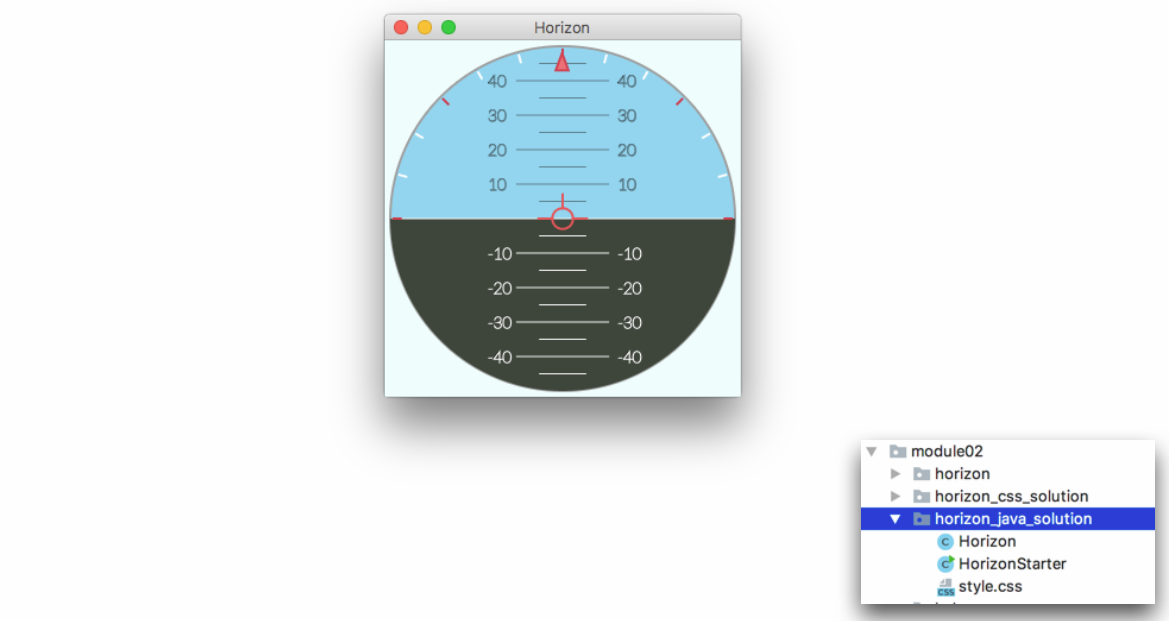 Horizon
40 40
30 30
20 20
10 10
-10 -10
-20 -20
-30 -30
-40 -40
module02
horizon
horizon_css_solution
horizon_java_solution
C Horizon
C HorizonStarter
CSS style.css